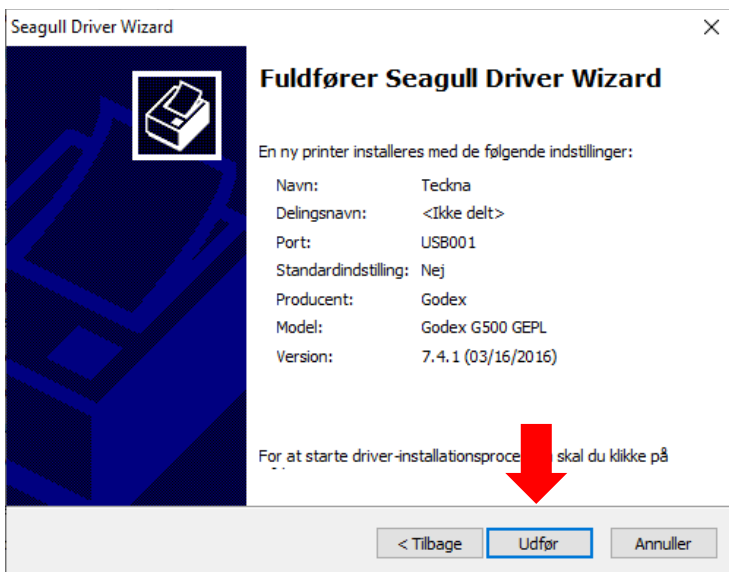 Seagull Driver Wizard
Fuldfører Seagull Driver Wizard
En ny printer installeres med de følgende indstillinger:
Navn: Teckna
Delingsnavn: <Ikke delt>
Port: USB001
Standardindstilling: Nej
Producent: Godex
Model: Godex G500 GEPL
Version: 7.4.1 (03/16/2016)
For at starte driver-installationsproce skal du klikke på
< Tilbage Udfør Annuller